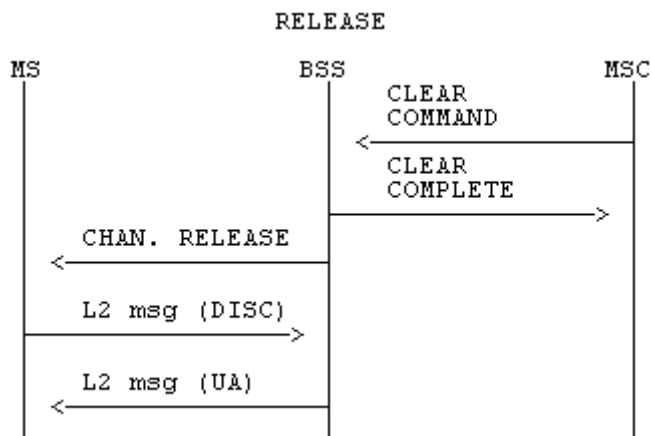 RELEASE
MS BSS MSC
CLEAR
COMMAND
CLEAR
COMPLETE
CHAN. RELEASE
L2 msg (DISC)
L2 msg (UA)